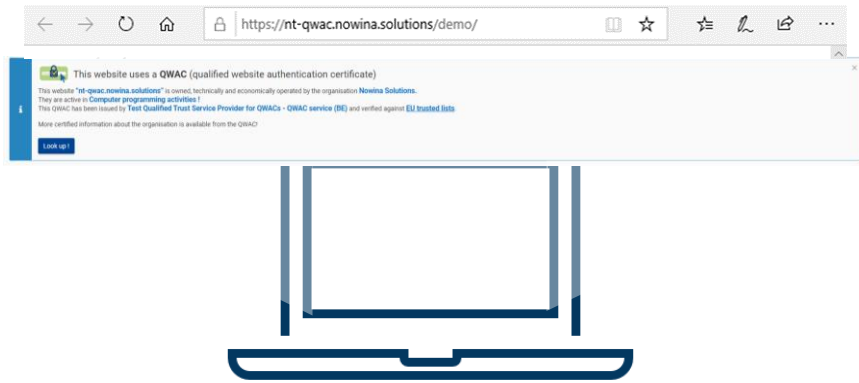 https://nt-qwac.nowina.solutions/demo/
This website uses a QWAC (qualified website authentication certificate)
This website "nt-qwac.nowina.solutions" is owned, technically and economically operated by the organisation Nowina Solutions.
They are active in Computer programming activities !
This QWAC has been issued by Test Qualified Trust Service Provider for QWACs - QWAC service (BE) and verified against EU trusted lists.
More certified information about the organisation is available from the QWAC!
Look up !